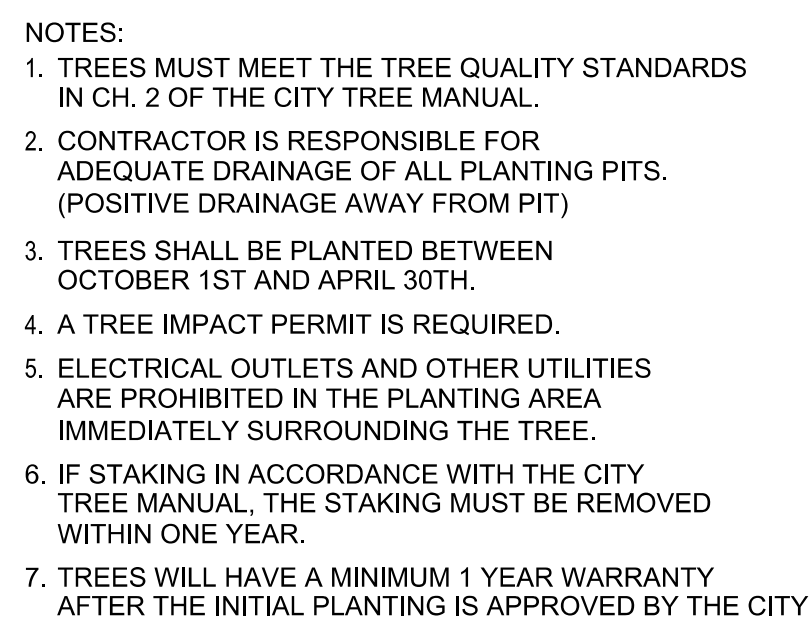 NOTES:
1. TREES MUST MEET THE TREE QUALITY STANDARDS
IN CH. 2 OF THE CITY TREE MANUAL.
2. CONTRACTOR IS RESPONSIBLE FOR
ADEQUATE DRAINAGE OF ALL PLANTING PITS.
(POSITIVE DRAINAGE AWAY FROM PIT)
3. TREES SHALL BE PLANTED BETWEEN
OCTOBER 1ST AND APRIL 30TH.
4. A TREE IMPACT PERMIT IS REQUIRED.
5. ELECTRICAL OUTLETS AND OTHER UTILITIES
ARE PROHIBITED IN THE PLANTING AREA
IMMEDIATELY SURROUNDING THE TREE.
6. IF STAKING IN ACCORDANCE WITH THE CITY
TREE MANUAL, THE STAKING MUST BE REMOVED
WITHIN ONE YEAR.
7. TREES WILL HAVE A MINIMUM 1 YEAR WARRANTY
AFTER THE INITIAL PLANTING IS APPROVED BY THE CITY